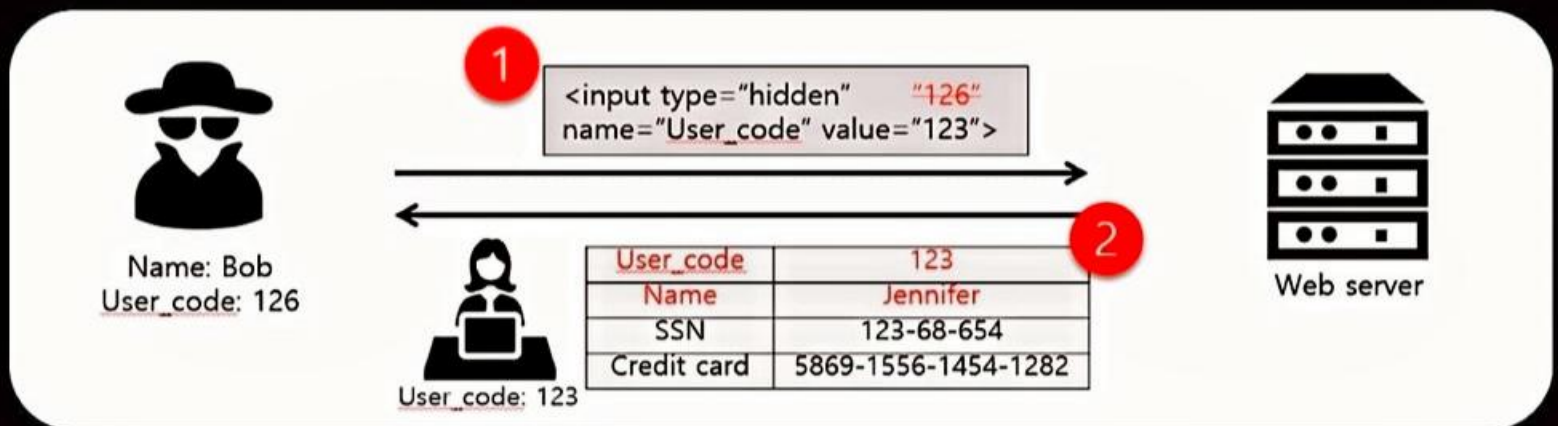 1
<input type="hidden" "126"
name="User_code" value="123">
2
Name: Bob
User_code: 126
User_code 123
Name Jennifer
SSN 123-68-654
Credit card 5869-1556-1454-1282
User_code: 123
Web server